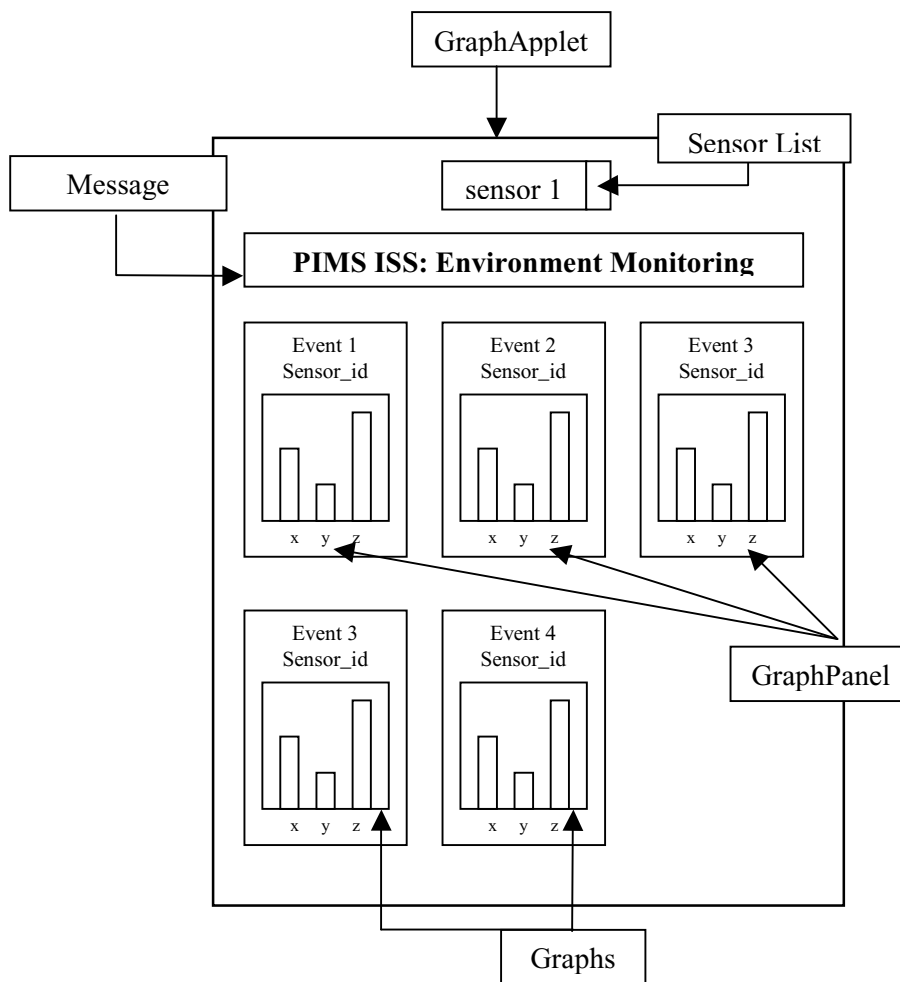 GraphApplet
Sensor List
Message
sensor 1
PIMS ISS: Environment Monitoring
Event 1
Sensor_id
x y z
Event 2
Sensor_id
x y z
Event 3
Sensor_id
x y z
Event 3
Sensor_id
x y z
Event 4
Sensor_id
x y z
GraphPanel
Graphs